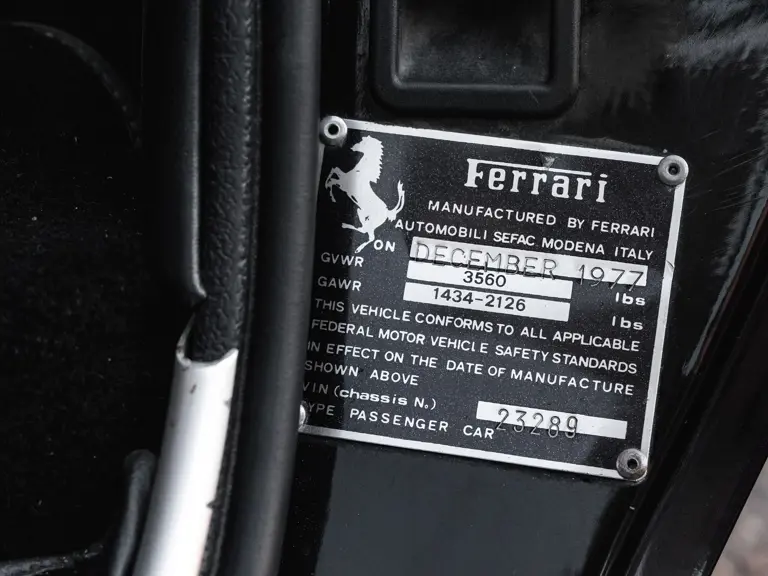 Ferrari
MANUFACTURED BY FERRARI
AUTOMOBILI SEFAC MODENA ITALY
ON DECEMBER 1977
GVWR 3560 lbs
GAWR 1434-2126 lbs
THIS VEHICLE CONFORMS TO ALL APPLICABLE
FEDERAL MOTOR VEHICLE SAFETY STANDARDS
IN EFFECT ON THE DATE OF MANUFACTURE
SHOWN ABOVE
VIN (chassis N.) 23289
TYPE PASSENGER CAR